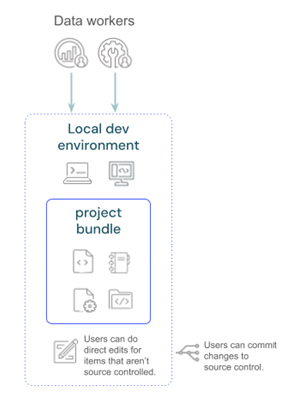 Data workers
Local dev
environment
project
bundle
Users can do
direct edits for
items that aren't
source controlled.
Users can commit
changes to
source control.